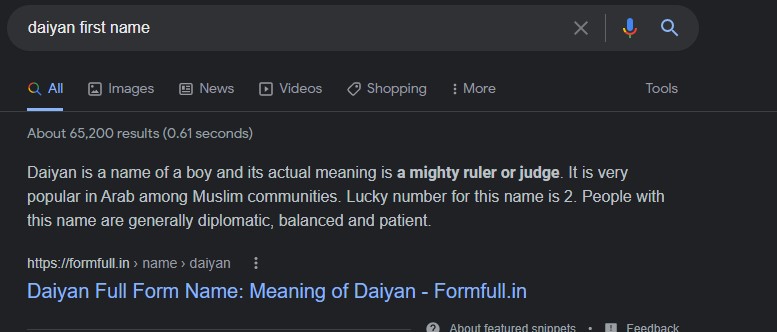 daiyan first name
All Images News Videos Shopping More Tools
About 65,200 results (0.61 seconds)
Daiyan is a name of a boy and its actual meaning is a mighty ruler or judge. It is very
popular in Arab among Muslim communities. Lucky number for this name is 2. People with
this name are generally diplomatic, balanced and patient.
https://formfull.in › name › daiyan
Daiyan Full Form Name: Meaning of Daiyan - Formfull.in
About featured snippets • Feedback